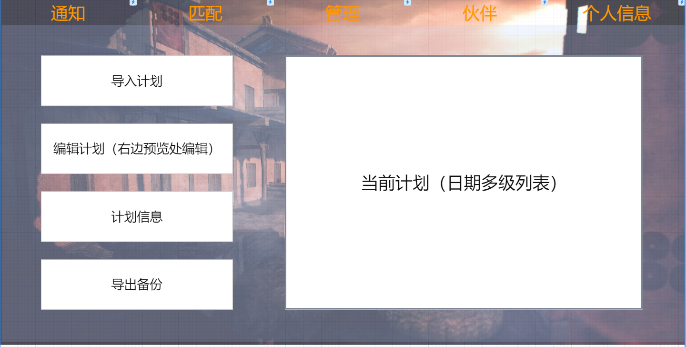 通知 匹配 管理 伙伴 个人信息
导入计划
编辑计划（右边预览处编辑）
计划信息
导出备份
当前计划（日期多级列表）